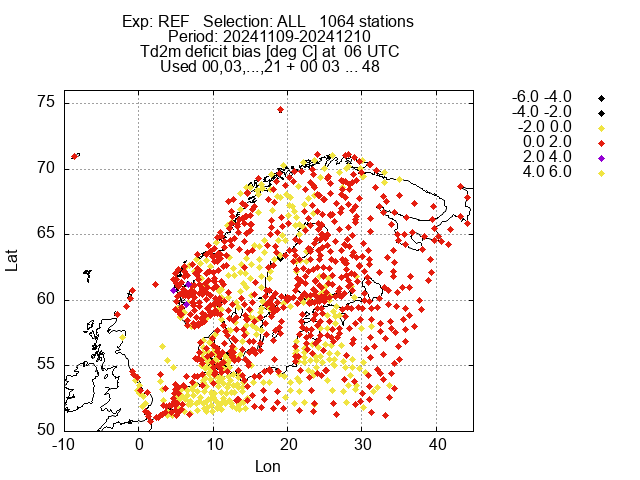 Exp: REF   Selection: ALL   1064 stations
Period: 20241109-20241210
Td2m deficit bias [deg C] at  06 UTC
Used 00,03,...,21 + 00 03 ... 48
-6.0 -4.0
-4.0 -2.0
-2.0 0.0
0.0 2.0
2.0 4.0
4.0 6.0
75
70
65
60
55
50
Lat
-10 0 10 20 30 40
Lon